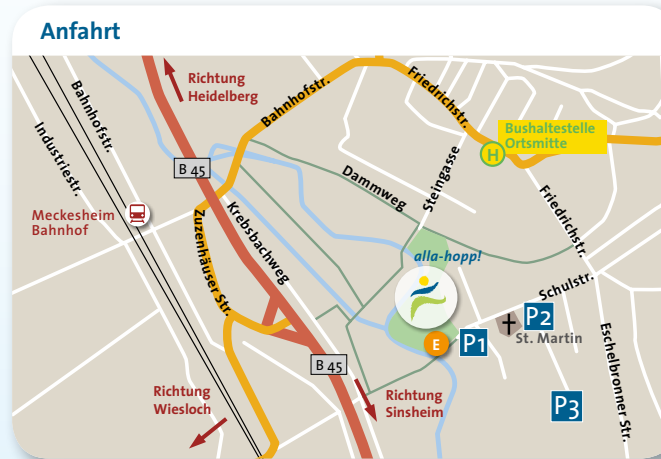 Anfahrt
Richtung
Heidelberg
Bahnhofstr.
Industriestr.
Bahnhofstr.
Friedrichstr.
Bushaltestelle
Ortsmitte
H
B 45
Dammweg
Steingasse
Meckesheim
Bahnhof
Zuzenhäuser Str.
Krebsbachweg
Friedrichstr.
alla-hopp!
Schulstr.
E
P1
P2
St. Martin
Eschelbronner Str.
B 45
Richtung
Wiesloch
Richtung
Sinsheim
P3